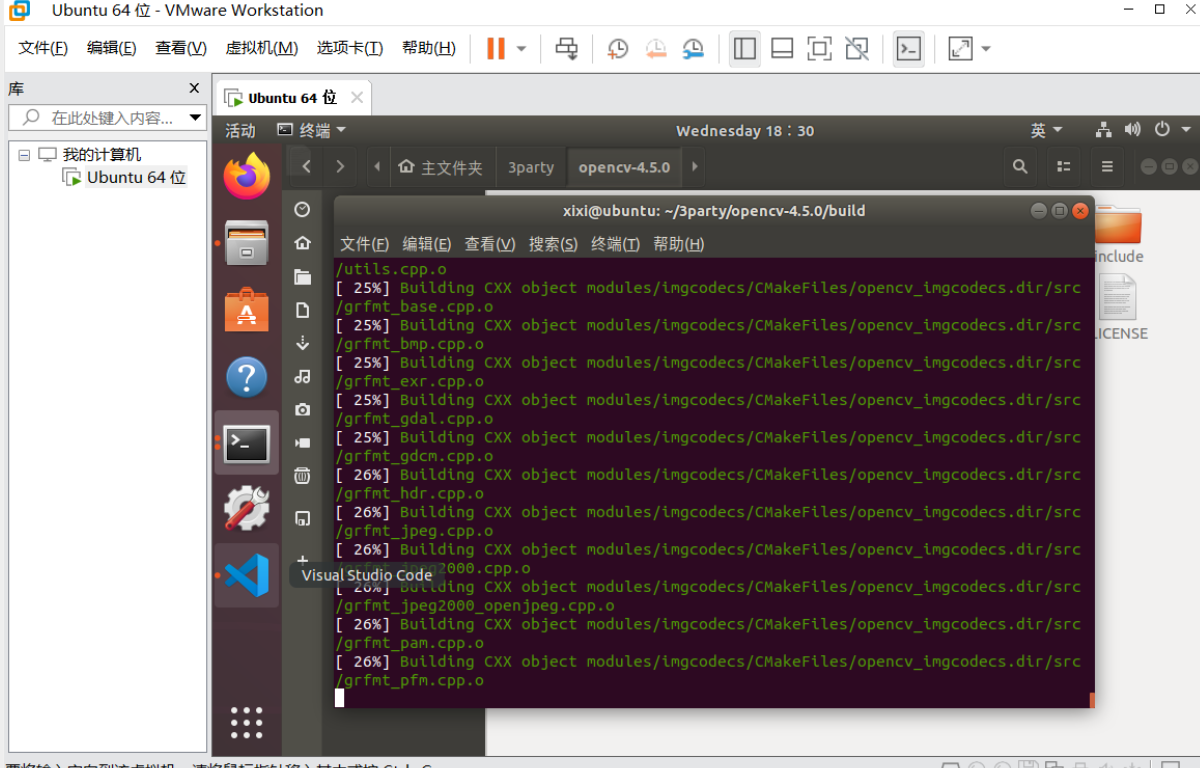 Ubuntu 64 位 - VMware Workstation
文件(F) 编辑(E) 查看(V) 虚拟机(M) 选项卡(T) 帮助(H)
库
在此处键入内容...
我的计算机
Ubuntu 64 位
Ubuntu 64 位
活动 终端 Wednesday 18：30 英
主文件夹 3party opencv-4.5.0
include
LICENSE
xixi@ubuntu: ~/3party/opencv-4.5.0/build
文件(F) 编辑(E) 查看(V) 搜索(S) 终端(T) 帮助(H)
/utils.cpp.o
[ 25%] Building CXX object modules/imgcodecs/CMakeFiles/opencv_imgcodecs.dir/src
/grfmt_base.cpp.o
[ 25%] Building CXX object modules/imgcodecs/CMakeFiles/opencv_imgcodecs.dir/src
/grfmt_bmp.cpp.o
[ 25%] Building CXX object modules/imgcodecs/CMakeFiles/opencv_imgcodecs.dir/src
/grfmt_exr.cpp.o
[ 25%] Building CXX object modules/imgcodecs/CMakeFiles/opencv_imgcodecs.dir/src
/grfmt_gdal.cpp.o
[ 25%] Building CXX object modules/imgcodecs/CMakeFiles/opencv_imgcodecs.dir/src
/grfmt_gdcm.cpp.o
[ 26%] Building CXX object modules/imgcodecs/CMakeFiles/opencv_imgcodecs.dir/src
/grfmt_hdr.cpp.o
[ 26%] Building CXX object modules/imgcodecs/CMakeFiles/opencv_imgcodecs.dir/src
/grfmt_jpeg.cpp.o
[ 26%] Building CXX object modules/imgcodecs/CMakeFiles/opencv_imgcodecs.dir/src
/grfmt_jpeg2000.cpp.o
[ 26%] Building CXX object modules/imgcodecs/CMakeFiles/opencv_imgcodecs.dir/src
/grfmt_jpeg2000_openjpeg.cpp.o
[ 26%] Building CXX object modules/imgcodecs/CMakeFiles/opencv_imgcodecs.dir/src
/grfmt_pam.cpp.o
[ 26%] Building CXX object modules/imgcodecs/CMakeFiles/opencv_imgcodecs.dir/src
/grfmt_pfm.cpp.o
Visual Studio Code